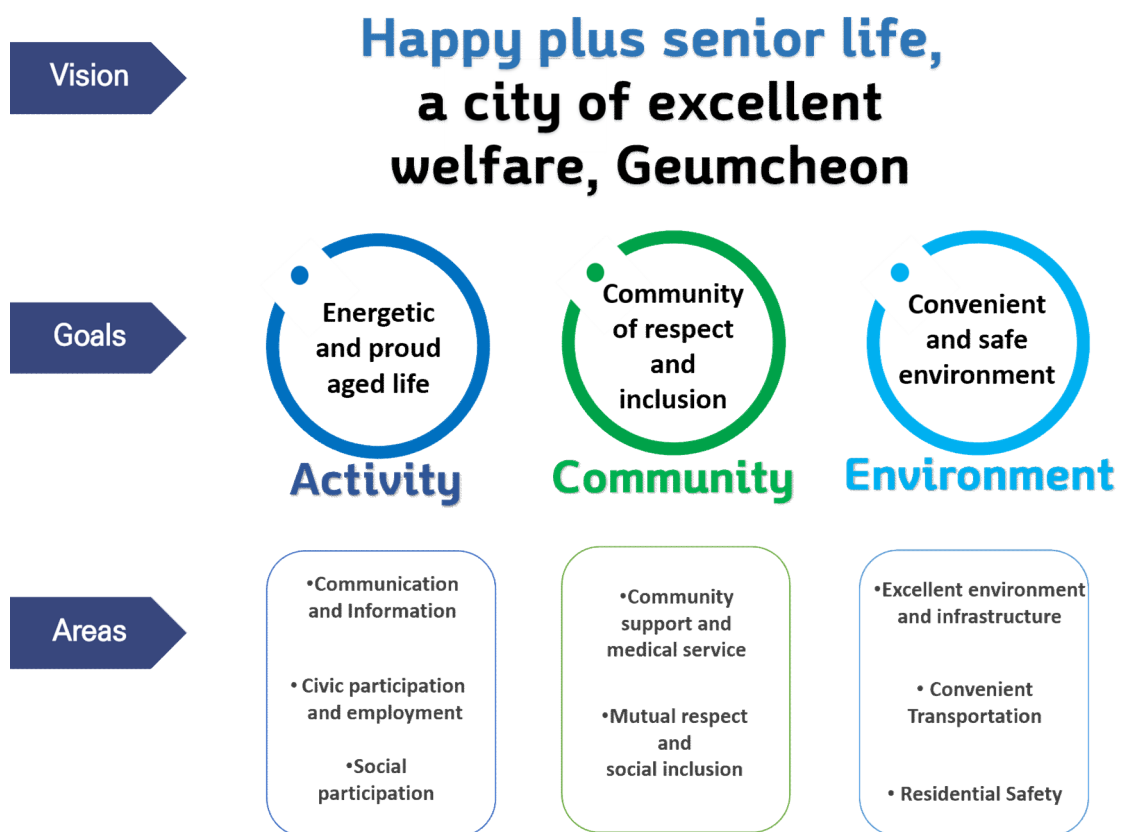 Vision
Happy plus senior life,
a city of excellent
welfare, Geumcheon
Goals
Energetic
and proud
aged life
Activity
Community
of respect
and
inclusion
Community
Convenient
and safe
environment
Environment
Areas
•Communication
and Information
• Civic participation
and employment
•Social
participation
•Community
support and
medical service
•Mutual respect
and
social inclusion
•Excellent environment
and infrastructure
• Convenient
Transportation
• Residential Safety